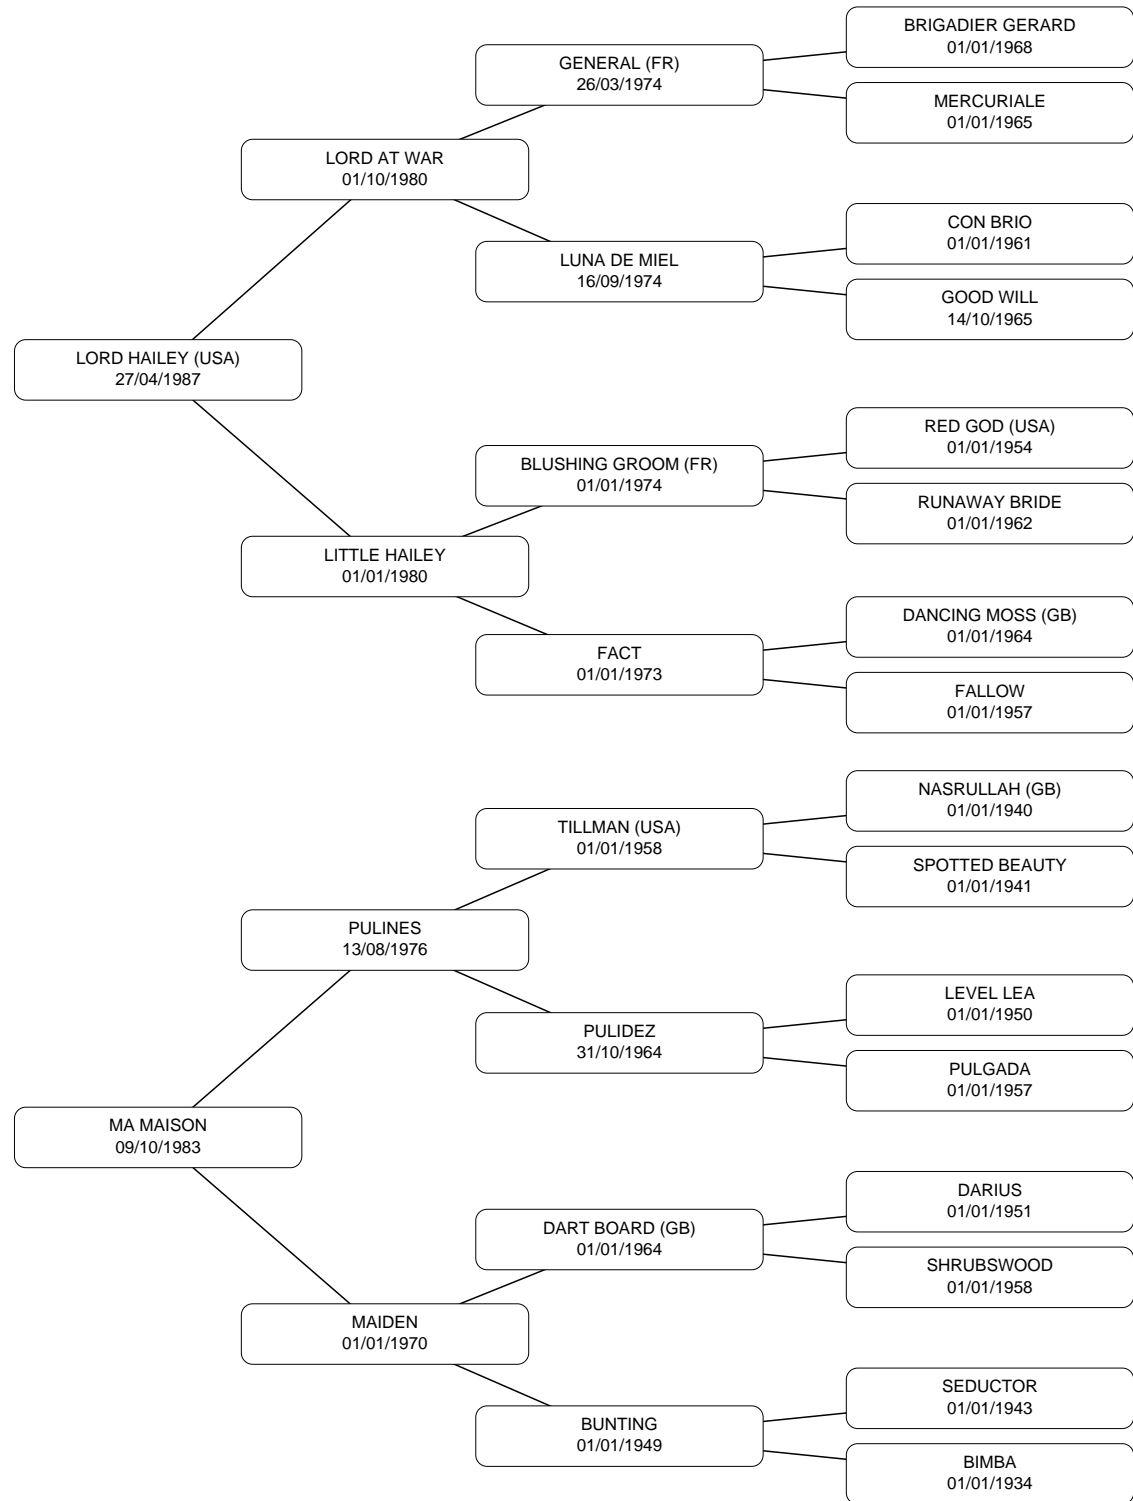 BRIGADIER GERARD
01/01/1968
GENERAL (FR)
26/03/1974
MERCURIALE
01/01/1965
LORD AT WAR
01/10/1980
CON BRIO
01/01/1961
LUNA DE MIEL
16/09/1974
GOOD WILL
14/10/1965
LORD HAILEY (USA)
27/04/1987
RED GOD (USA)
01/01/1954
BLUSHING GROOM (FR)
01/01/1974
RUNAWAY BRIDE
01/01/1962
LITTLE HAILEY
01/01/1980
DANCING MOSS (GB)
01/01/1964
FACT
01/01/1973
FALLOW
01/01/1957
NASRULLAH (GB)
01/01/1940
TILLMAN (USA)
01/01/1958
SPOTTED BEAUTY
01/01/1941
PULINES
13/08/1976
LEVEL LEA
01/01/1950
PULIDEZ
31/10/1964
PULGADA
01/01/1957
MA MAISON
09/10/1983
DARIUS
01/01/1951
DART BOARD (GB)
01/01/1964
SHRUBSWOOD
01/01/1958
MAIDEN
01/01/1970
SEDUCTOR
01/01/1943
BUNTING
01/01/1949
BIMBA
01/01/1934